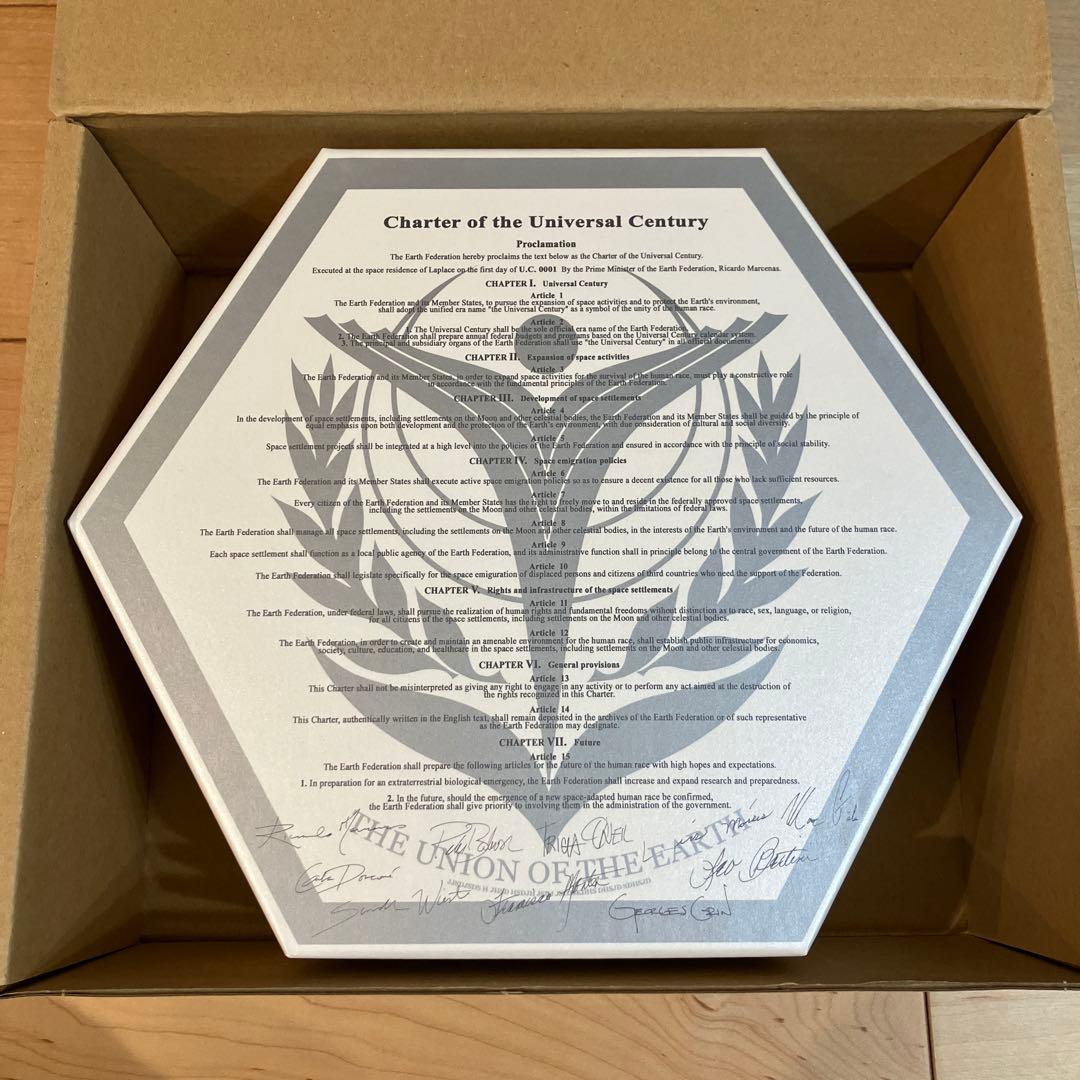 Charter of the Universal Century
Proclamation
The Earth Federation hereby proclaims the text below as the Charter of the Universal Century.
Executed at the space residence of Laplace on the first day of U.C. 0001 By the Prime Minister of the Earth Federation, Ricardo Marcenas.
CHAPTER I. Universal Century
Article 1
The Earth Federation and its Member States, to pursue the expansion of space activities and to protect the Earth's environment,
shall adopt the unified era name "the Universal Century" as a symbol of the unity of the human race.
Article 2
1. The Universal Century shall be the sole official era name of the Earth Federation.
2. The Earth Federation shall prepare annual federal budgets and programs based on the Universal Century calendar system.
3. The principal and subsidiary organs of the Earth Federation shall use "the Universal Century" in all official documents.
CHAPTER II. Expansion of space activities
Article 3
The Earth Federation and its Member States, in order to expand space activities for the survival of the human race, must play a constructive role
in accordance with the fundamental principles of the Earth Federation.
CHAPTER III. Development of space settlements
Article 4
In the development of space settlements, including settlements on the Moon and other celestial bodies, the Earth Federation and its Member States shall be guided by the principle of
equal emphasis upon both development and the protection of the Earth's environment, with due consideration of cultural and social diversity.
Article 5
Space settlement projects shall be integrated at a high level into the policies of the Earth Federation and ensured in accordance with the principle of social stability.
CHAPTER IV. Space emigration policies
Article 6
The Earth Federation and its Member States shall execute active space emigration policies so as to ensure a decent existence for all those who lack sufficient resources.
Article 7
Every citizen of the Earth Federation and its Member States has the right to freely move to and reside in the federally approved space settlements,
including the settlements on the Moon and other celestial bodies, within the limitations of federal laws.
Article 8
The Earth Federation shall manage all space settlements, including the settlements on the Moon and other celestial bodies, in the interests of the Earth's environment and the future of the human race.
Article 9
Each space settlement shall function as a local public agency of the Earth Federation, and its administrative function shall in principle belong to the central government of the Earth Federation.
Article 10
The Earth Federation shall legislate specifically for the space emiguration of displaced persons and citizens of third countries who need the support of the Federation.
CHAPTER V. Rights and infrastructure of the space settlements
Article 11
The Earth Federation, under federal laws, shall pursue the realization of human rights and fundamental freedoms without distinction as to race, sex, language, or religion,
for all citizens of the space settlements, including settlements on the Moon and other celestial bodies.
Article 12
The Earth Federation, in order to create and maintain an amenable environment for the human race, shall establish public infrastructure for economics,
society, culture, education, and healthcare in the space settlements, including settlements on the Moon and other celestial bodies.
CHAPTER VI. General provisions
Article 13
This Charter shall not be misinterpreted as giving any right to engage in any activity or to perform any act aimed at the destruction of
the rights recognized in this Charter.
Article 14
This Charter, authentically written in the English text, shall remain deposited in the archives of the Earth Federation or of such representative
as the Earth Federation may designate.
CHAPTER VII. Future
Article 15
The Earth Federation shall prepare the following articles for the future of the human race with high hopes and expectations.
1. In preparation for an extraterrestrial biological emergency, the Earth Federation shall increase and expand research and preparedness.
2. In the future, should the emergence of a new space-adapted human race be confirmed,
the Earth Federation shall give priority to involving them in the administration of the government.
THE UNION OF THE EARTH